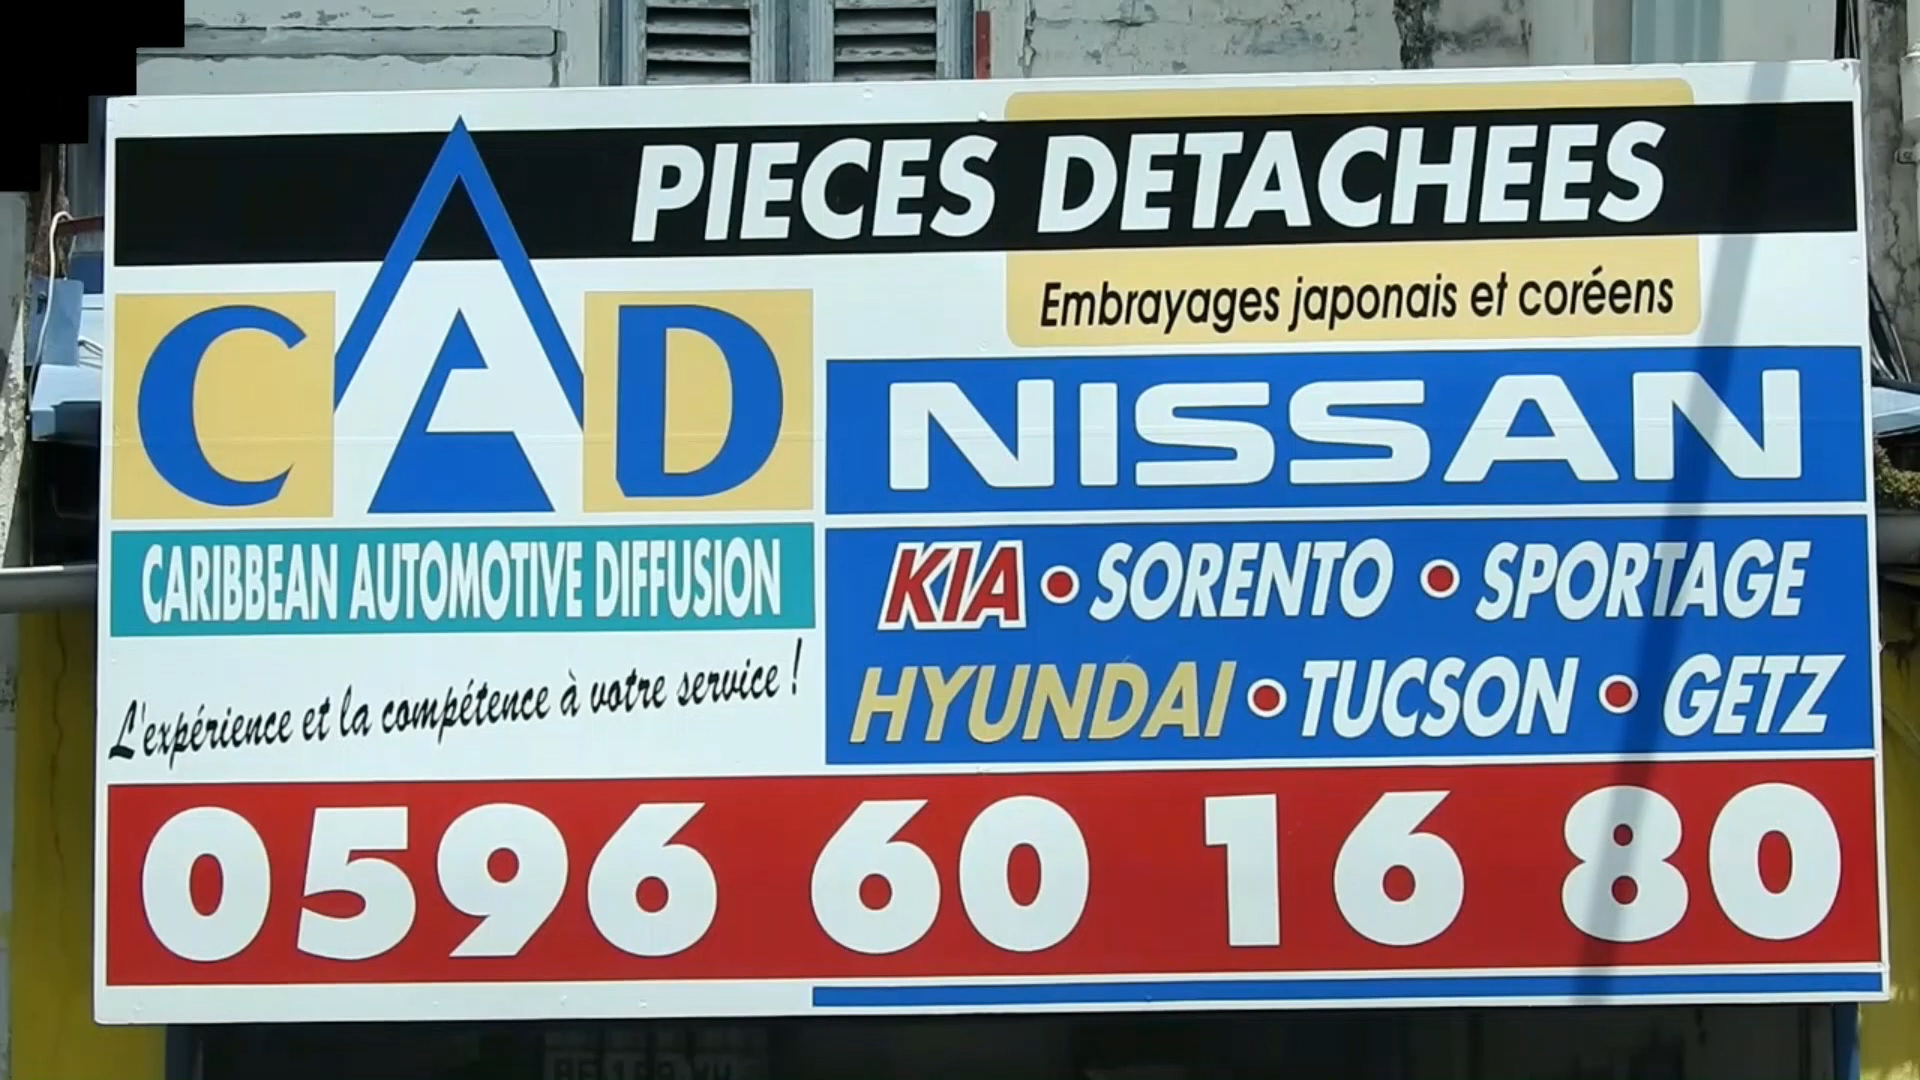 PIECES DETACHEES
Embrayages japonais et coréens
CAD
CARIBBEAN AUTOMOTIVE DIFFUSION
L'expérience et la compétence à votre service !
NISSAN
KIA • SORENTO • SPORTAGE
HYUNDAI • TUCSON • GETZ
0596 60 16 80